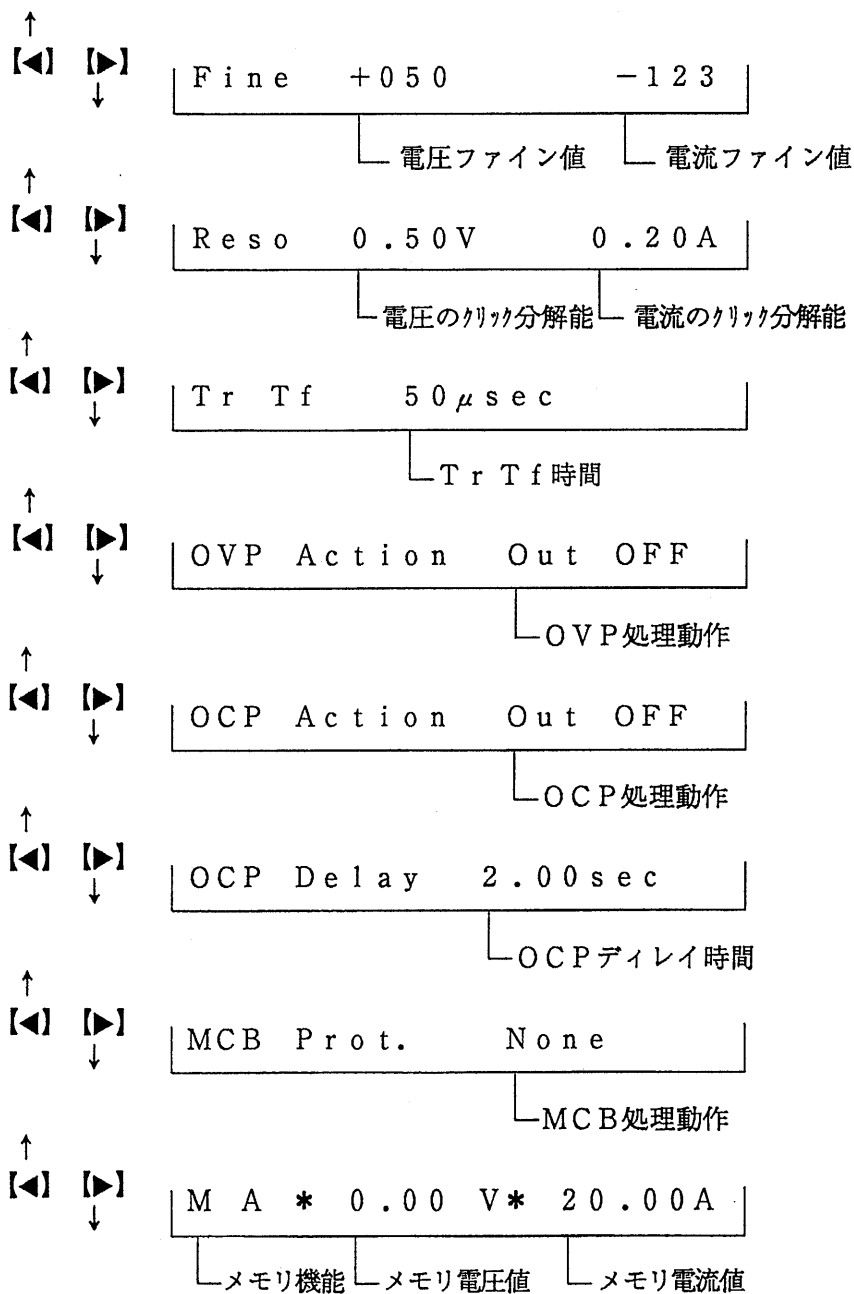 ↑
【◀】 【▶】
↓
Fine +050 -123
電圧ファイン値 電流ファイン値
↑
【◀】 【▶】
↓
Reso 0.50V 0.20A
電圧のｸﾘｯｸ分解能 電流のｸﾘｯｸ分解能
↑
【◀】 【▶】
↓
Tr Tf 50μsec
Tr Tf時間
↑
【◀】 【▶】
↓
OVP Action Out OFF
OVP処理動作
↑
【◀】 【▶】
↓
OCP Action Out OFF
OCP処理動作
↑
【◀】 【▶】
↓
OCP Delay 2.00sec
OCPディレイ時間
↑
【◀】 【▶】
↓
MCB Prot. None
MCB処理動作
↑
【◀】 【▶】
↓
M A * 0.00 V* 20.00A
メモリ機能 メモリ電圧値 メモリ電流値